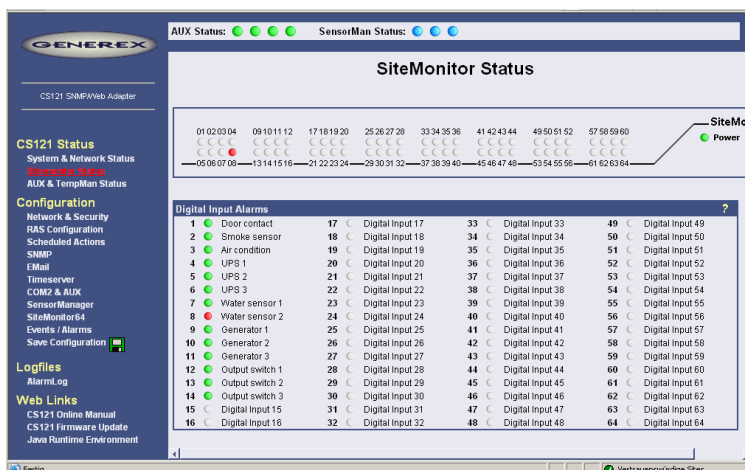 AUX Status: SensorMan Status:
GENEREX
SiteMonitor Status
CS121 SNMP/Web Adapter
SiteMo
01 02 03 04 09 10 11 12 17 18 19 20 25 26 27 28 33 34 35 36 41 42 43 44 49 50 51 52 57 58 59 60
Power
05 06 07 08 13 14 15 16 21 22 23 24 29 30 31 32 37 38 39 40 45 46 47 48 53 54 55 56 61 62 63 64
CS121 Status
System & Network Status
AUX & TempMan Status
Configuration
Network & Security
RAS Configuration
Scheduled Actions
SNMP
EMail
Timeserver
COM2 & AUX
SensorManager
SiteMonitor64
Events / Alarms
Save Configuration
Logfiles
AlarmLog
Web Links
CS121 Online Manual
CS121 Firmware Update
Java Runtime Environment
Digital Input Alarms ?
1 Door contact 17 Digital Input 17 33 Digital Input 33 49 Digital Input 49
2 Smoke sensor 18 Digital Input 18 34 Digital Input 34 50 Digital Input 50
3 Air condition 19 Digital Input 19 35 Digital Input 35 51 Digital Input 51
4 UPS 1 20 Digital Input 20 36 Digital Input 36 52 Digital Input 52
5 UPS 2 21 Digital Input 21 37 Digital Input 37 53 Digital Input 53
6 UPS 3 22 Digital Input 22 38 Digital Input 38 54 Digital Input 54
7 Water sensor 1 23 Digital Input 23 39 Digital Input 39 55 Digital Input 55
8 Water sensor 2 24 Digital Input 24 40 Digital Input 40 56 Digital Input 56
9 Generator 1 25 Digital Input 25 41 Digital Input 41 57 Digital Input 57
10 Generator 2 26 Digital Input 26 42 Digital Input 42 58 Digital Input 58
11 Generator 3 27 Digital Input 27 43 Digital Input 43 59 Digital Input 59
12 Output switch 1 28 Digital Input 28 44 Digital Input 44 60 Digital Input 60
13 Output switch 2 29 Digital Input 29 45 Digital Input 45 61 Digital Input 61
14 Output switch 3 30 Digital Input 30 46 Digital Input 46 62 Digital Input 62
15 Digital Input 15 31 Digital Input 31 47 Digital Input 47 63 Digital Input 63
16 Digital Input 16 32 Digital Input 32 48 Digital Input 48 64 Digital Input 64
Fertig Vertrauenswürdige Sites